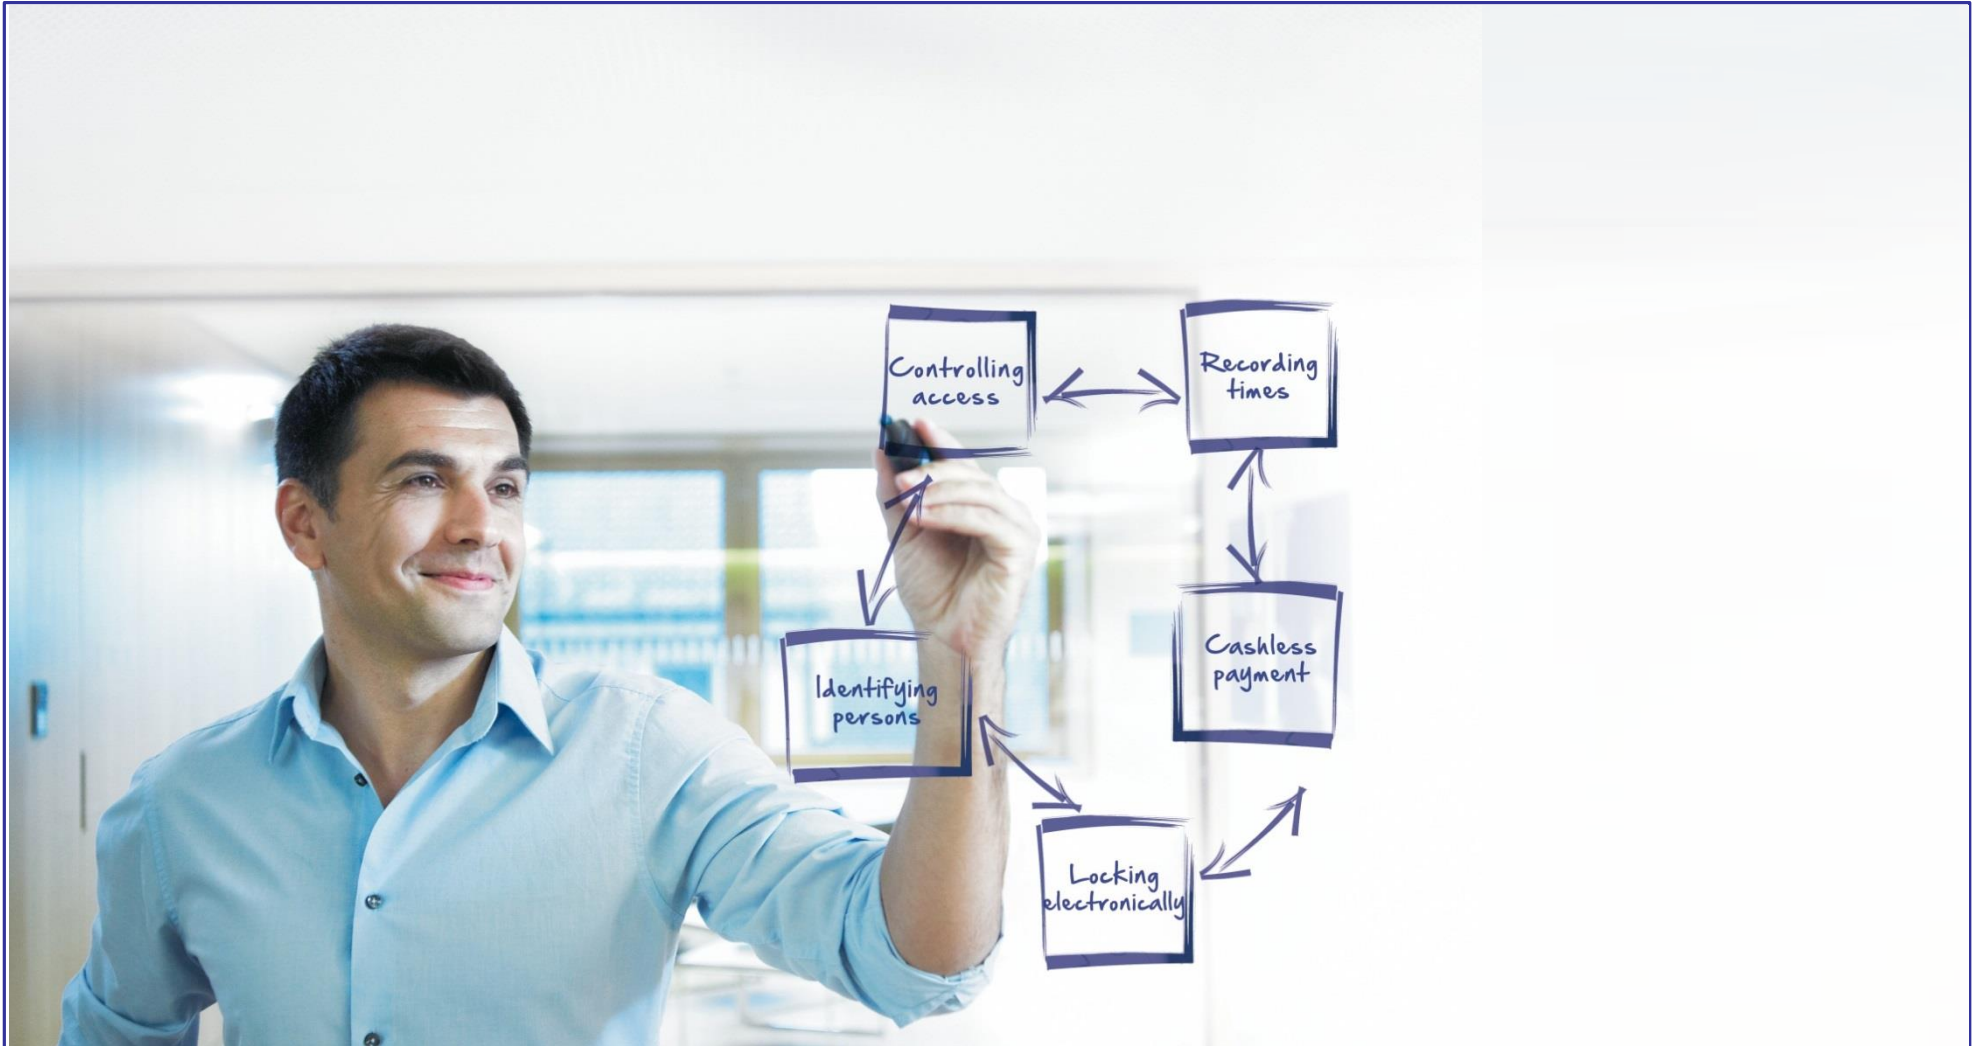 Controlling
access
Recording
times
Cashless
payment
Identifying
persons
Locking
electronically